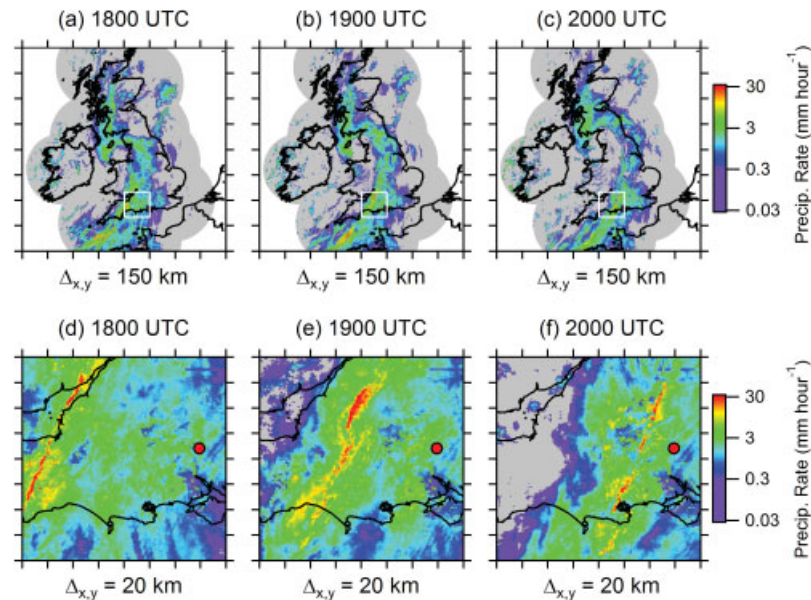 (a) 1800 UTC
(b) 1900 UTC
(c) 2000 UTC
30
3
0.3
0.03
Precip. Rate (mm hour⁻¹)
Δx,y = 150 km
Δx,y = 150 km
Δx,y = 150 km
(d) 1800 UTC
(e) 1900 UTC
(f) 2000 UTC
30
3
0.3
0.03
Precip. Rate (mm hour⁻¹)
Δx,y = 20 km
Δx,y = 20 km
Δx,y = 20 km